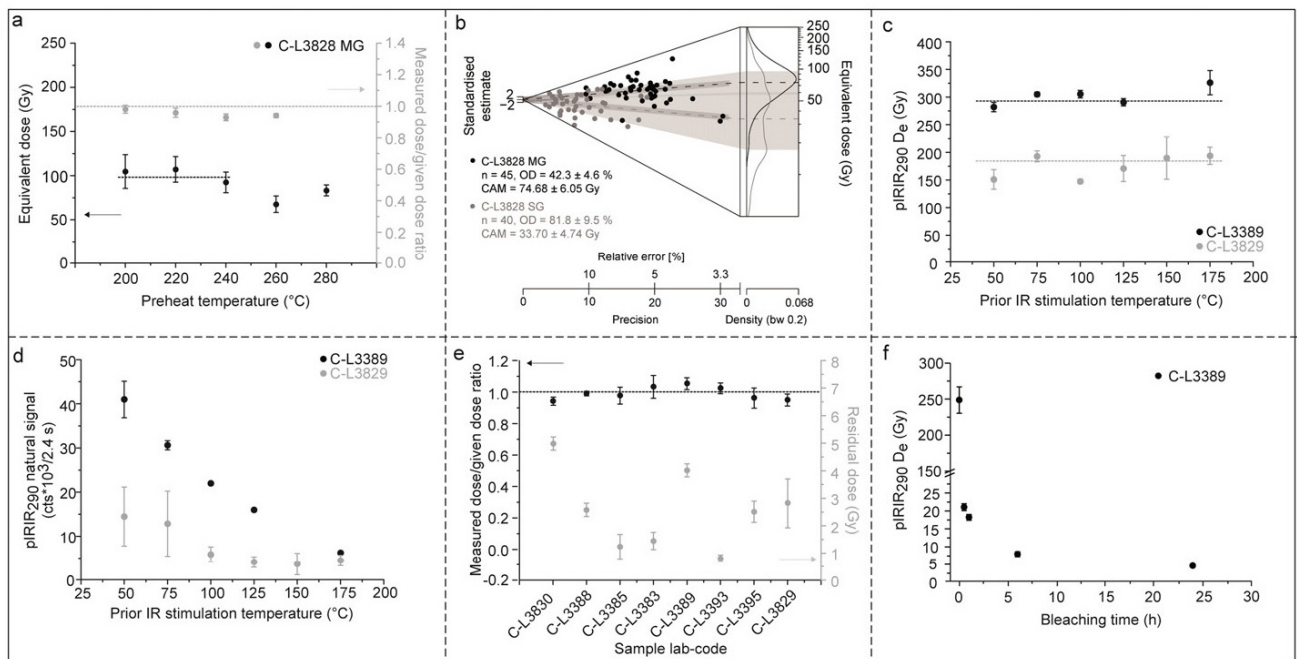 a
C-L3828 MG
Equivalent dose (Gy)
250
200
175
150
125
100
75
50
25
0
200 220 240 260 280
Preheat temperature (°C)
1.4
1.2
1.0
0.8
0.6
0.4
0.2
0.0
Measured dose/given dose ratio
b
Standardised estimate
2
−2
C-L3828 MG
n = 45, OD = 42.3 ± 4.6 %
CAM = 74.68 ± 6.05 Gy
C-L3828 SG
n = 40, OD = 81.8 ± 9.5 %
CAM = 33.70 ± 4.74 Gy
Relative error [%]
10 5 3.3
0 10 20 30
Precision
0 0.068
Density (bw 0.2)
250
200
150
100
80
50
Equivalent dose (Gy)
c
pIRIR290 De (Gy)
400
350
300
250
200
150
100
50
0
C-L3389
C-L3829
25 50 75 100 125 150 175 200
Prior IR stimulation temperature (°C)
d
C-L3389
C-L3829
pIRIR290 natural signal
(cts*10³/2.4 s)
50
40
30
20
10
0
25 50 75 100 125 150 175 200
Prior IR stimulation temperature (°C)
e
Measured dose/given dose ratio
1.2
1.0
0.8
0.6
0.4
0.2
0.0
-0.2
8
7
6
5
4
3
2
1
0
Residual dose (Gy)
C-L3830 C-L3388 C-L3385 C-L3383 C-L3389 C-L3393 C-L3395 C-L3829
Sample lab-code
f
C-L3389
pIRIR290 De (Gy)
300
250
200
150
25
20
15
10
5
0
0 5 10 15 20 25
Bleaching time (h)